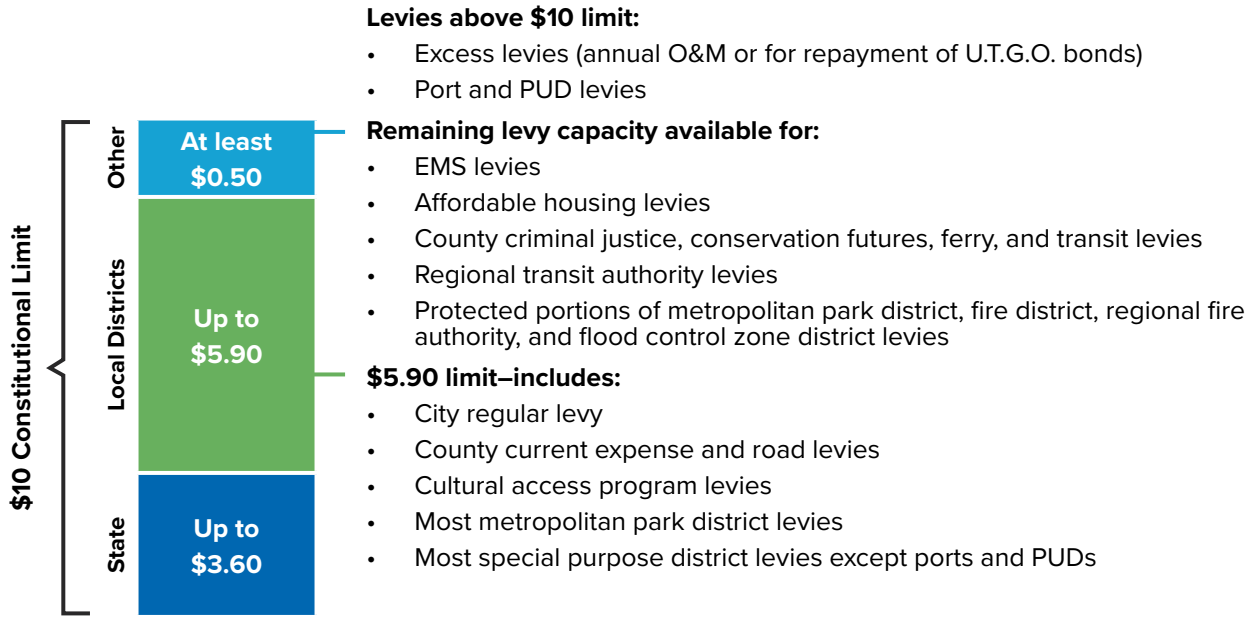 Levies above $10 limit:
• Excess levies (annual O&M or for repayment of U.T.G.O. bonds)
• Port and PUD levies
Remaining levy capacity available for:
• EMS levies
• Affordable housing levies
• County criminal justice, conservation futures, ferry, and transit levies
• Regional transit authority levies
• Protected portions of metropolitan park district, fire district, regional fire
authority, and flood control zone district levies
$5.90 limit–includes:
• City regular levy
• County current expense and road levies
• Cultural access program levies
• Most metropolitan park district levies
• Most special purpose district levies except ports and PUDs
$10 Constitutional Limit
Other
At least
$0.50
Local Districts
Up to
$5.90
State
Up to
$3.60